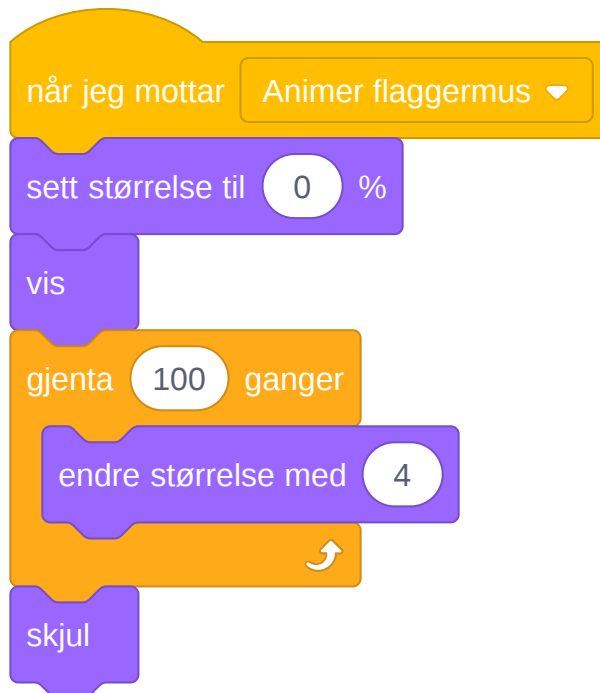 når jeg mottar Animer flaggermus
sett størrelse til 0 %
vis
gjenta 100 ganger
endre størrelse med 4
skjul